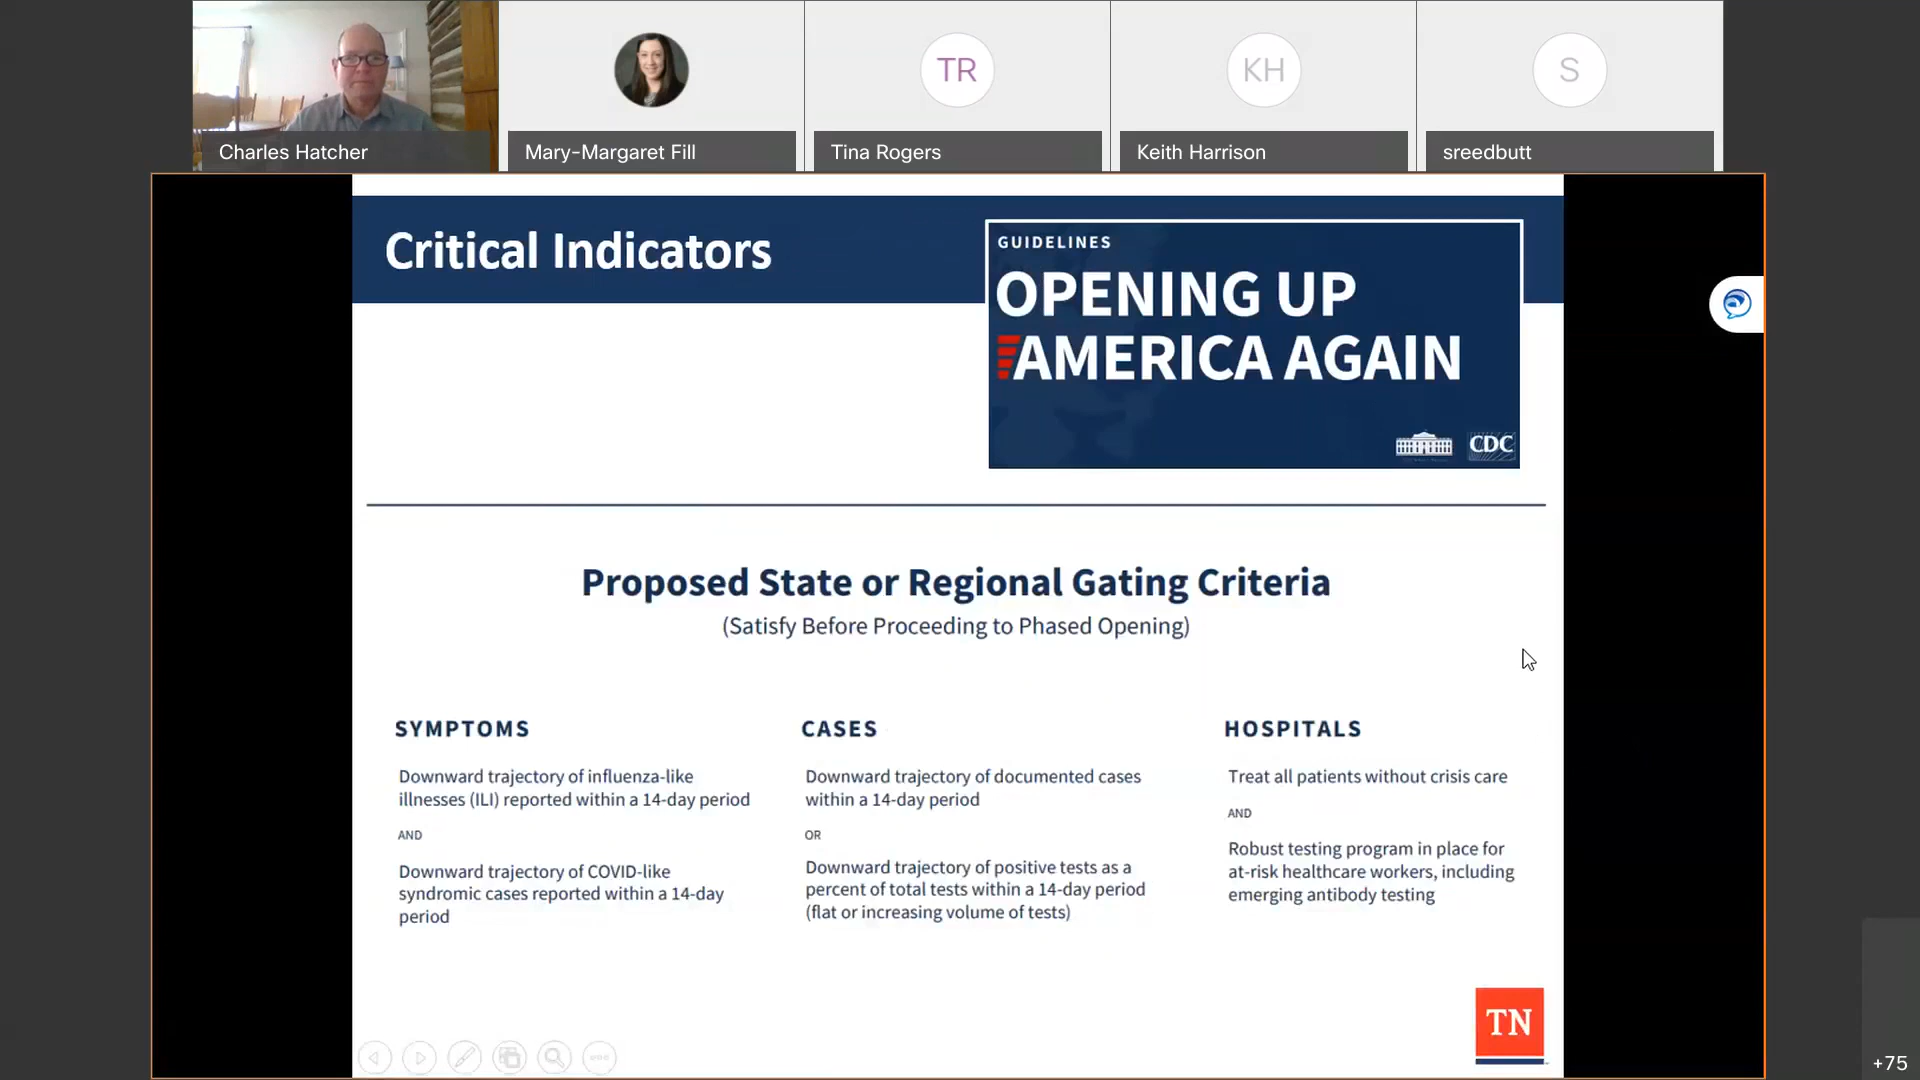 TR
KH
S
Charles Hatcher
Mary-Margaret Fill
Tina Rogers
Keith Harrison
sreedbutt
Critical Indicators
GUIDELINES
OPENING UP
AMERICA AGAIN
CDC
Proposed State or Regional Gating Criteria
(Satisfy Before Proceeding to Phased Opening)
SYMPTOMS
Downward trajectory of influenza-like
illnesses (ILI) reported within a 14-day period
AND
Downward trajectory of COVID-like
syndromic cases reported within a 14-day
period
CASES
Downward trajectory of documented cases
within a 14-day period
OR
Downward trajectory of positive tests as a
percent of total tests within a 14-day period
(flat or increasing volume of tests)
HOSPITALS
Treat all patients without crisis care
AND
Robust testing program in place for
at-risk healthcare workers, including
emerging antibody testing
TN
+75